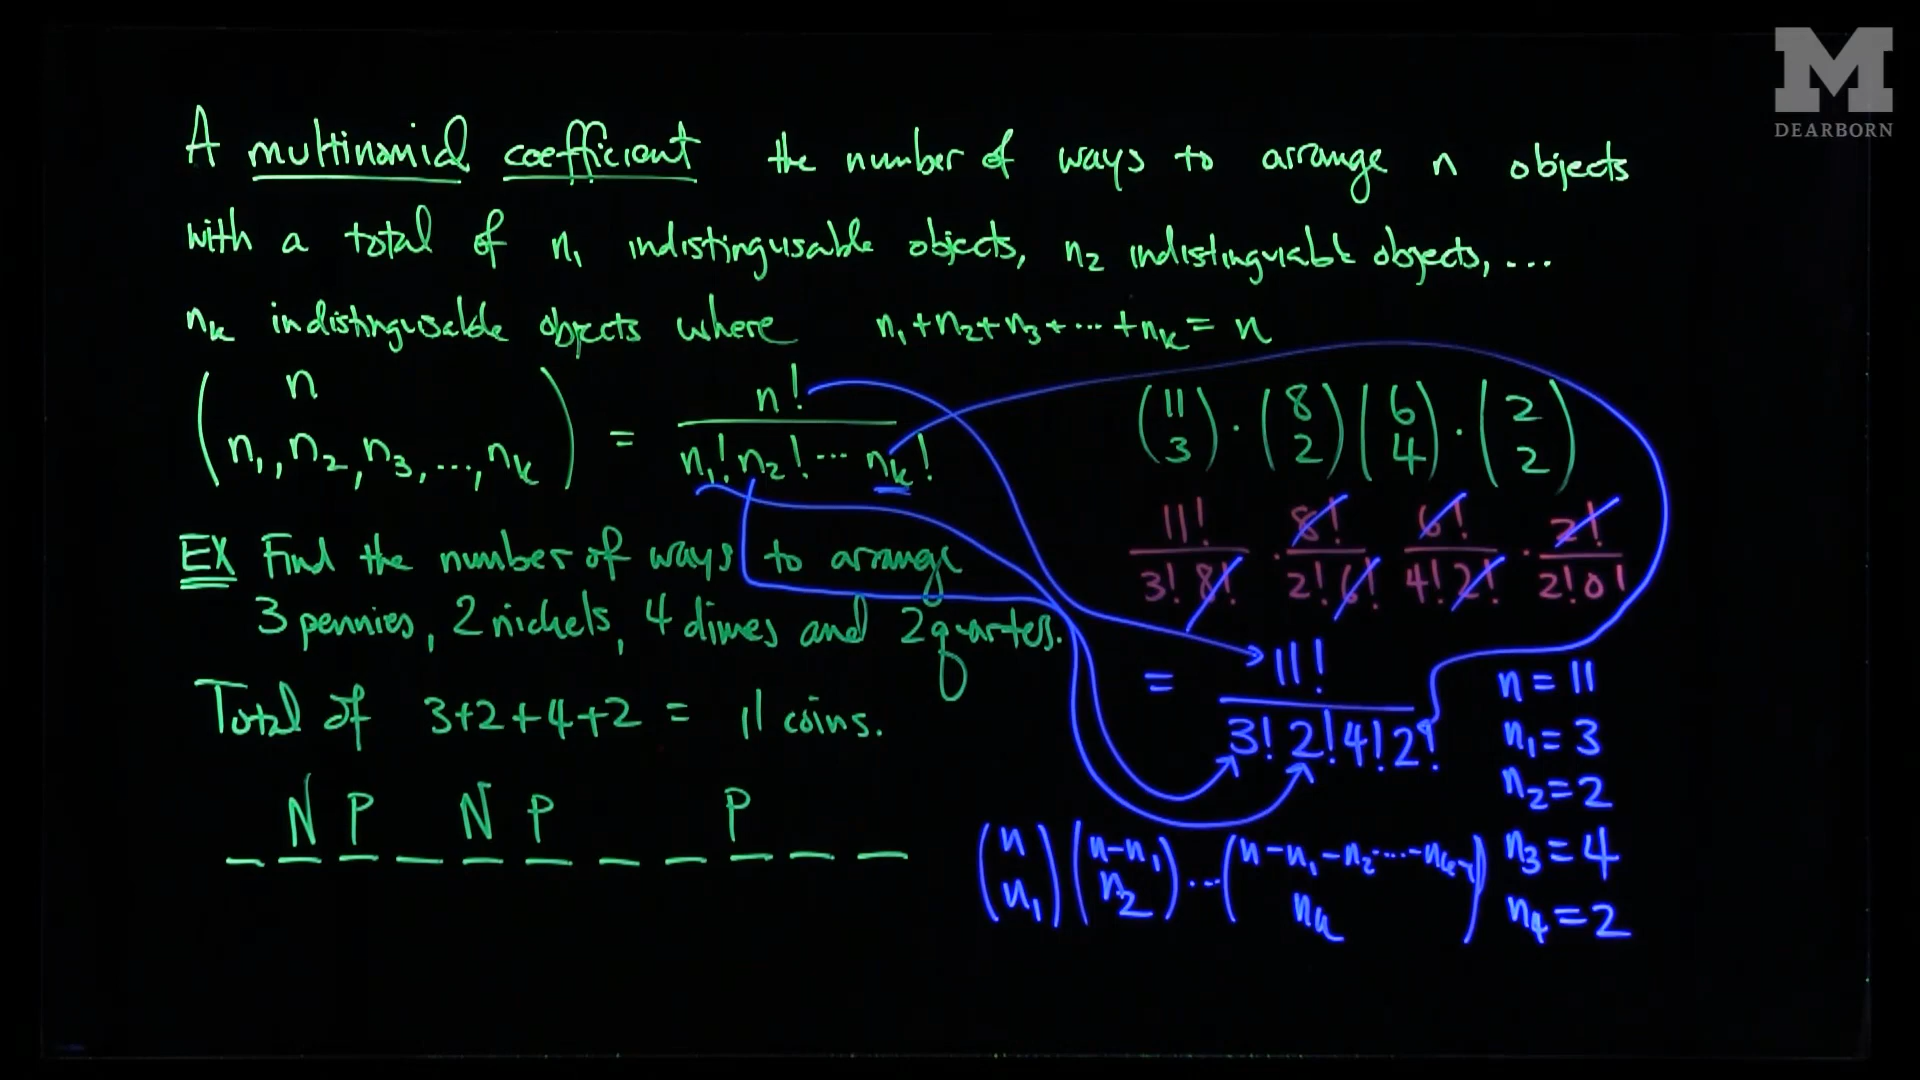 M
DEARBORN
A multinomial coefficient the number of ways to arrange n objects
with a total of n₁ indistingusable objects, n₂ indistinguiable objects, ...
nₖ indistingusable objects where n₁+n₂+n₃+...+nₖ = n
(n / n₁, n₂, n₃, ..., nₖ) = n! / n₁! n₂! ... nₖ!
(11 / 3) · (8 / 2) (6 / 4) · (2 / 2)
11! / 3! 8! · 8! / 2! 6! 6! / 4! 2! · 2! / 2! 0!
= 11! / 3! 2! 4! 2!
EX Find the number of ways to arrange
3 pennies, 2 nickels, 4 dimes and 2 quarters.
Total of 3+2+4+2 = 11 coins.
N P N P P
n = 11
n₁ = 3
n₂ = 2
n₃ = 4
n₄ = 2
(n / n₁) (n-n₁ / n₂) ... (n-n₁-n₂-...-nₖ₋₁ / nₖ)